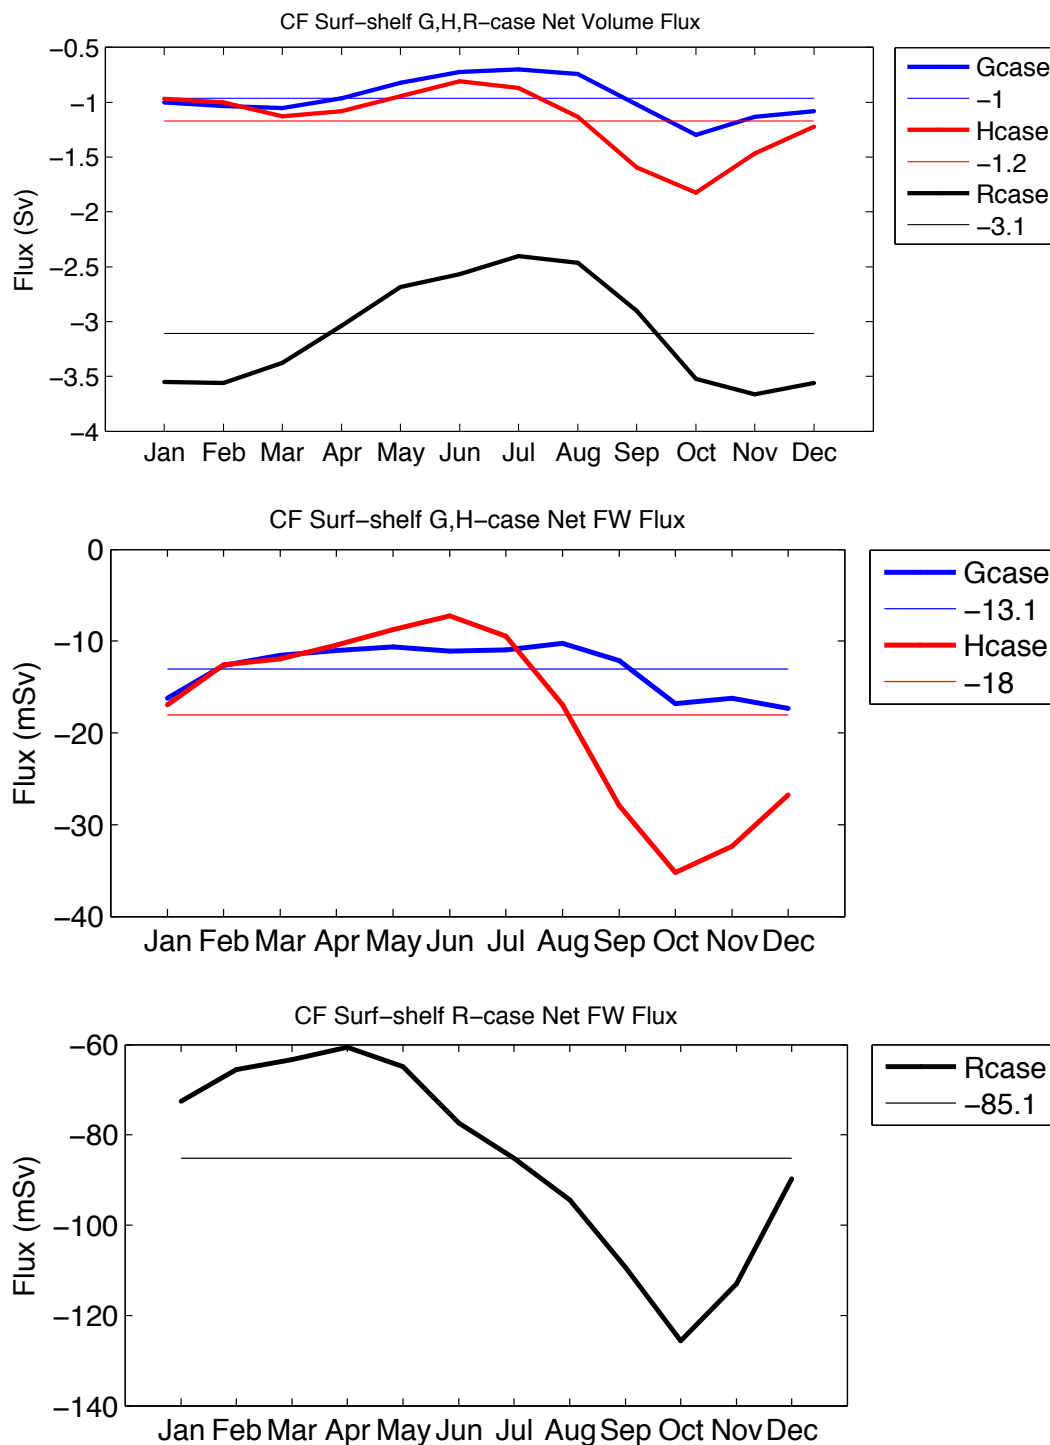 CF Surf−shelf G,H,R−case Net Volume Flux
−0.5
−1
−1.5
−2
−2.5
−3
−3.5
−4
Flux (Sv)
Jan Feb Mar Apr May Jun Jul Aug Sep Oct Nov Dec
Gcase
−1
Hcase
−1.2
Rcase
−3.1
CF Surf−shelf G,H−case Net FW Flux
0
−10
−20
−30
−40
Flux (mSv)
Jan Feb Mar Apr May Jun Jul Aug Sep Oct Nov Dec
Gcase
−13.1
Hcase
−18
CF Surf−shelf R−case Net FW Flux
−60
−80
−100
−120
−140
Flux (mSv)
Jan Feb Mar Apr May Jun Jul Aug Sep Oct Nov Dec
Rcase
−85.1